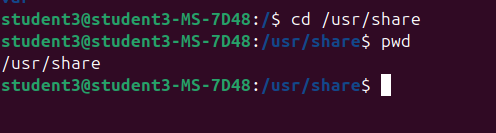 student3@student3-MS-7D48:/$ cd /usr/share
student3@student3-MS-7D48:/usr/share$ pwd
/usr/share
student3@student3-MS-7D48:/usr/share$